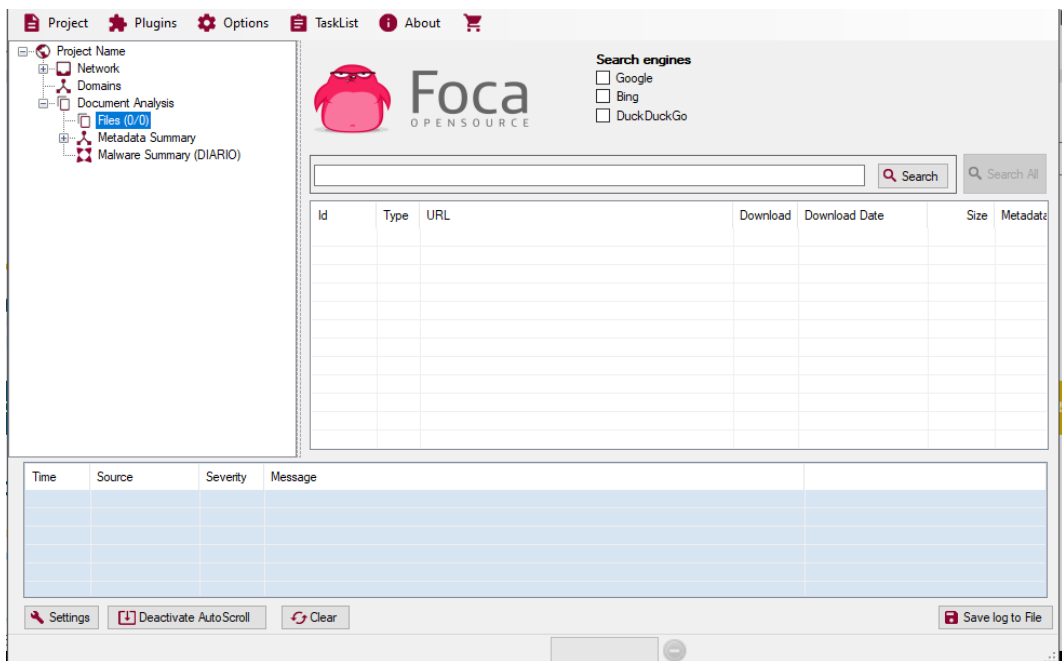 Project Plugins Options TaskList About
Project Name
Network
Domains
Document Analysis
Files (0/0)
Metadata Summary
Malware Summary (DIARIO)
Foca
OPENSOURCE
Search engines
Google
Bing
DuckDuckGo
Search Search All
Id Type URL Download Download Date Size Metadata
Time Source Severity Message
Settings Deactivate AutoScroll Clear Save log to File